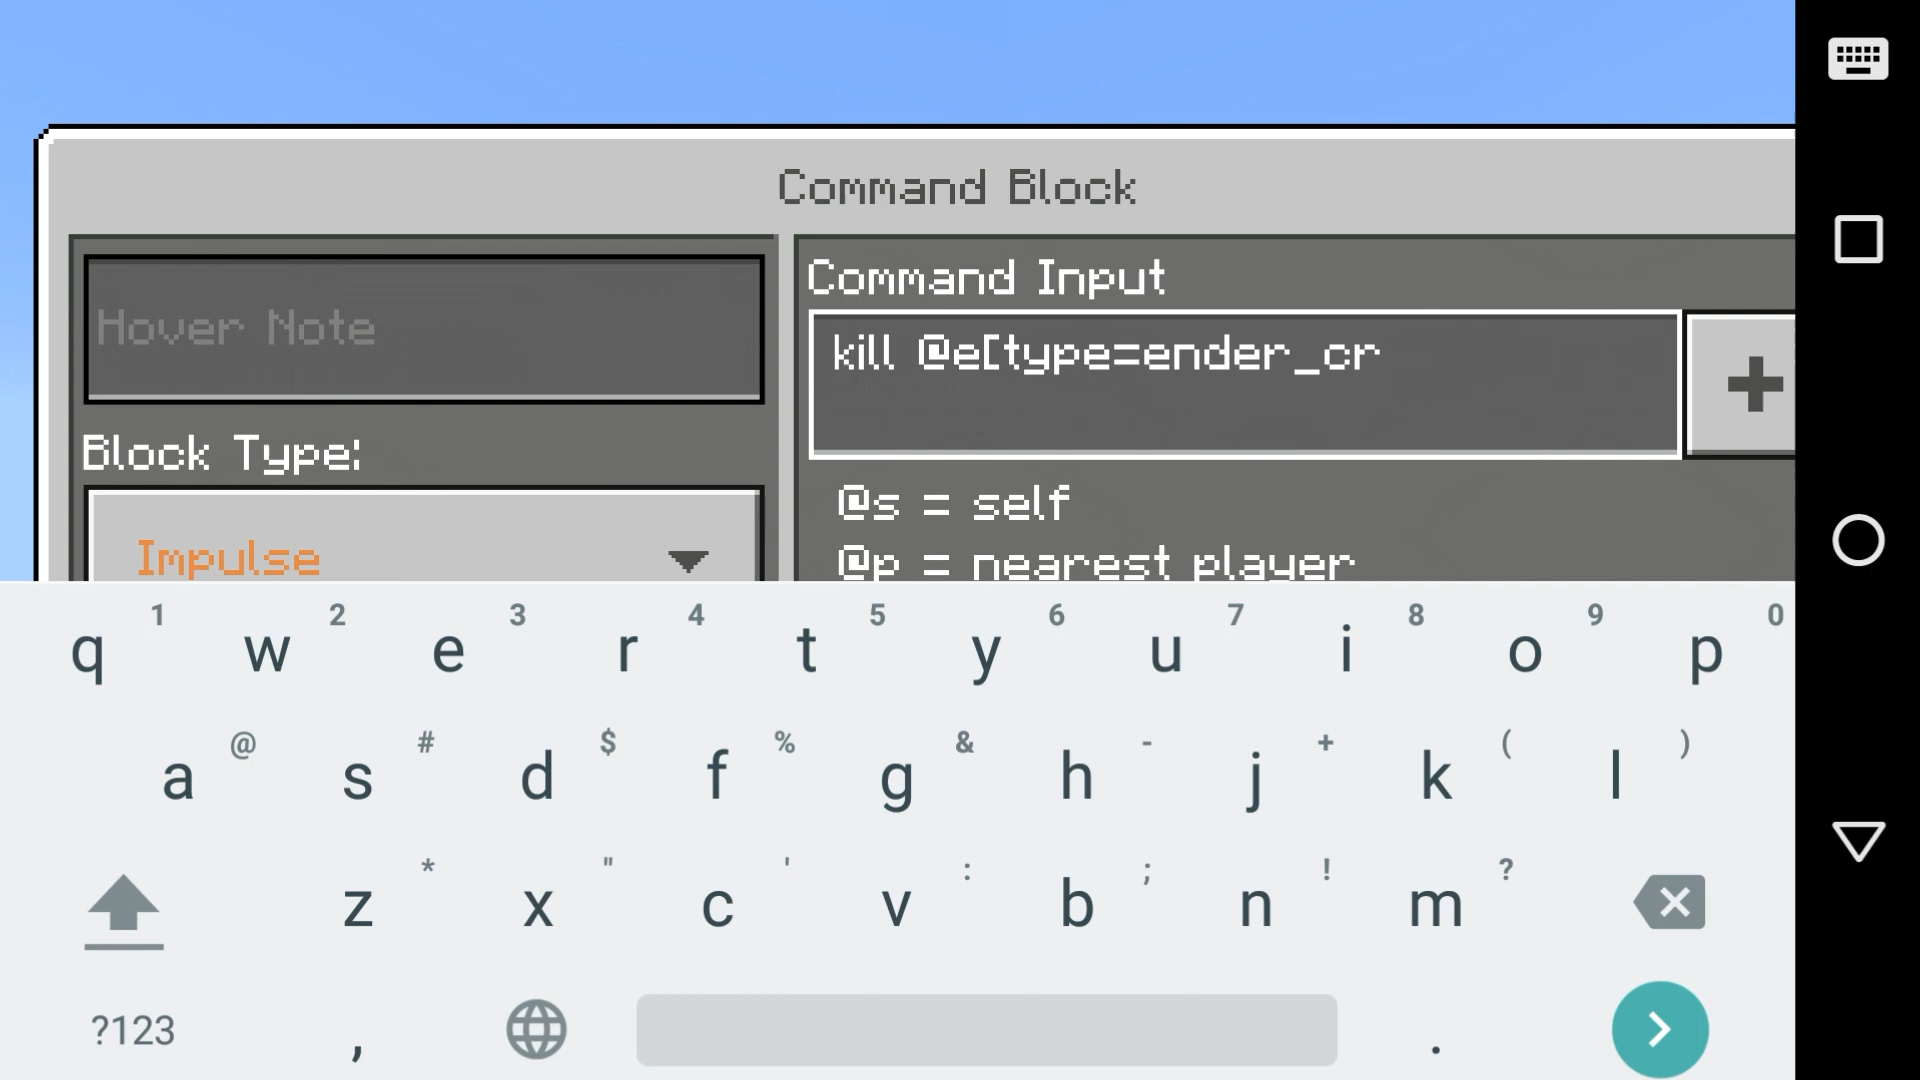 Command Block
Hover Note
Block Type:
Impulse
Command Input
kill @e[type=ender_cr
@s = self
@p = nearest player
1 2 3 4 5 6 7 8 9 0
q w e r t y u i o p
@ # $ % & - + ( )
a s d f g h j k l
* " ' : ; ! ?
z x c v b n m
?123 , .